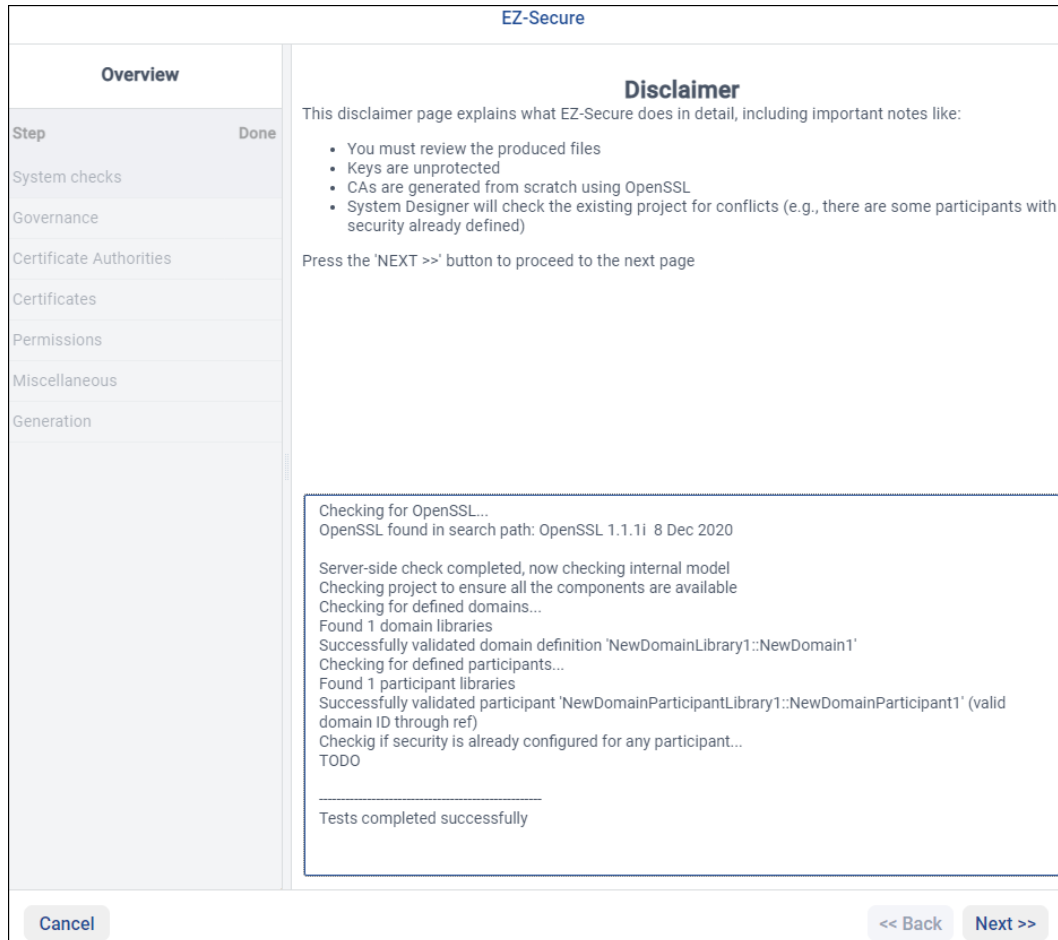 EZ-Secure
Overview
Step Done
System checks
Governance
Certificate Authorities
Certificates
Permissions
Miscellaneous
Generation
Disclaimer
This disclaimer page explains what EZ-Secure does in detail, including important notes like:
• You must review the produced files
• Keys are unprotected
• CAs are generated from scratch using OpenSSL
• System Designer will check the existing project for conflicts (e.g., there are some participants with
security already defined)
Press the 'NEXT >>' button to proceed to the next page
Checking for OpenSSL...
OpenSSL found in search path: OpenSSL 1.1.1i 8 Dec 2020
Server-side check completed, now checking internal model
Checking project to ensure all the components are available
Checking for defined domains...
Found 1 domain libraries
Successfully validated domain definition 'NewDomainLibrary1::NewDomain1'
Checking for defined participants...
Found 1 participant libraries
Successfully validated participant 'NewDomainParticipantLibrary1::NewDomainParticipant1' (valid
domain ID through ref)
Checkig if security is already configured for any participant...
TODO
--------------------------------------------------
Tests completed successfully
Cancel
<< Back Next >>